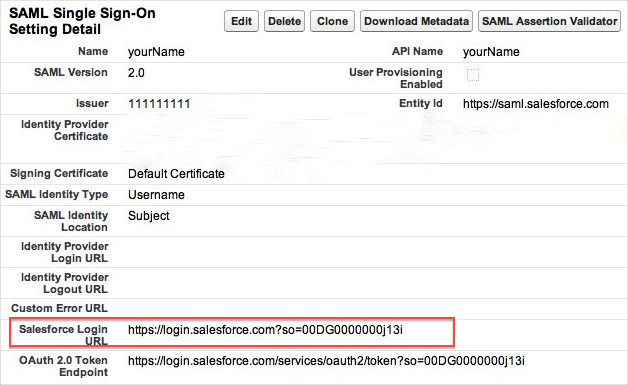 SAML Single Sign-On
Setting Detail
Edit Delete Clone Download Metadata SAML Assertion Validator
Name yourName API Name yourName
SAML Version 2.0 User Provisioning
Enabled
Issuer 111111111 Entity Id https://saml.salesforce.com
Identity Provider
Certificate
Signing Certificate Default Certificate
SAML Identity Type Username
SAML Identity Subject
Location
Identity Provider
Login URL
Identity Provider
Logout URL
Custom Error URL
Salesforce Login https://login.salesforce.com?so=00DG0000000j13i
URL
OAuth 2.0 Token https://login.salesforce.com/services/oauth2/token?so=00DG0000000j13i
Endpoint